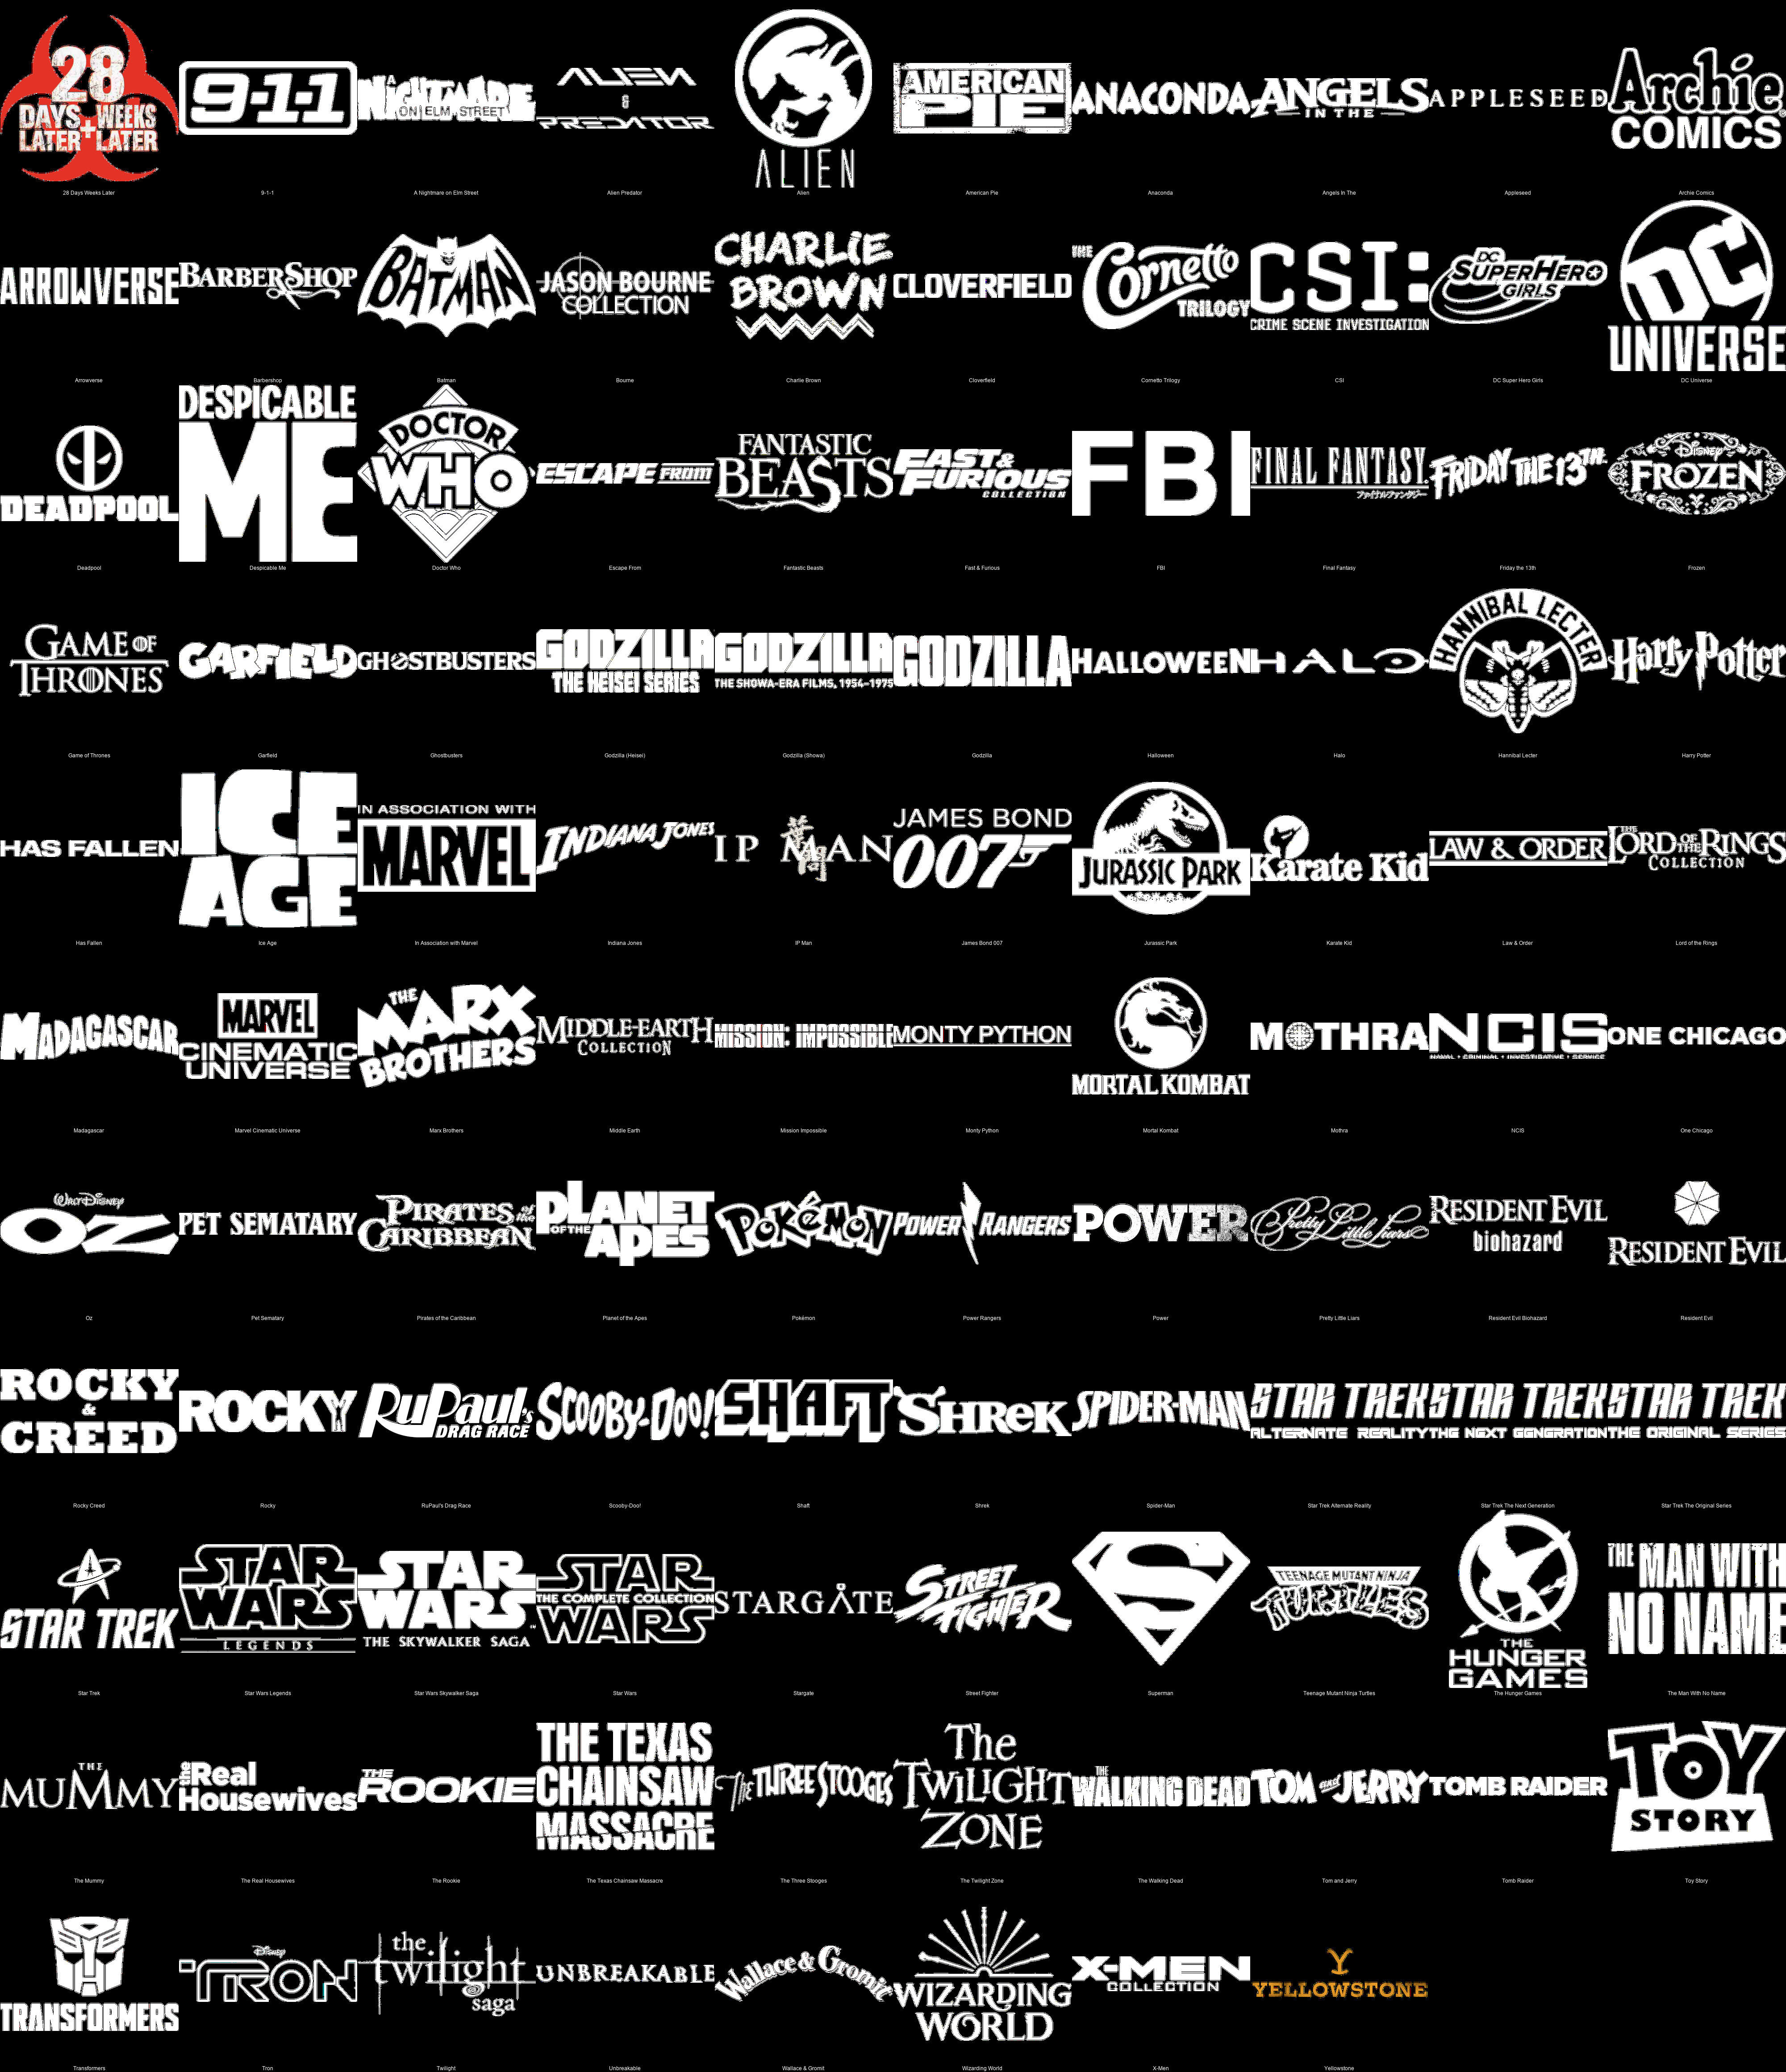 28
DAYS WEEKS
LATER + LATER
28 Days Weeks Later
9-1-1
9-1-1
A
NIGHTMARE
ON ELM STREET
A Nightmare on Elm Street
ALIEN
&
PREDATOR
Alien Predator
ALIEN
Alien
AMERICAN
PIE
American Pie
ANACONDA
Anaconda
ANGELS
IN THE
Angels In The
APPLESEED
Appleseed
Archie
COMICS
Archie Comics
ARROWVERSE
Arrowverse
BARBERSHOP
Barbershop
BATMAN
Batman
JASON BOURNE
COLLECTION
Bourne
CHARLIE
BROWN
Charlie Brown
CLOVERFIELD
Cloverfield
THE
Cornetto
TRILOGY
Cornetto Trilogy
CSI:
CRIME SCENE INVESTIGATION
CSI
DC
SUPER HERO
GIRLS
DC Super Hero Girls
DC
UNIVERSE
DC Universe
DEADPOOL
Deadpool
DESPICABLE
ME
Despicable Me
DOCTOR
WHO
Doctor Who
ESCAPE FROM
Escape From
FANTASTIC
BEASTS
Fantastic Beasts
FAST &
FURIOUS
COLLECTION
Fast & Furious
FBI
FBI
FINAL FANTASY
ファイナルファンタジー
Final Fantasy
FRIDAY THE 13TH
Friday the 13th
Disney
FROZEN
Frozen
GAME OF
THRONES
Game of Thrones
GARFIELD
Garfield
GHOSTBUSTERS
Ghostbusters
GODZILLA
THE HEISEI SERIES
Godzilla (Heisei)
GODZILLA
THE SHOWA-ERA FILMS, 1954–1975
Godzilla (Showa)
GODZILLA
Godzilla
HALLOWEEN
Halloween
HALO
Halo
HANNIBAL LECTER
Hannibal Lecter
Harry Potter
Harry Potter
HAS FALLEN
Has Fallen
ICE
AGE
Ice Age
IN ASSOCIATION WITH
MARVEL
In Association with Marvel
INDIANA JONES
Indiana Jones
IP MAN
葉問
IP Man
JAMES BOND
007
James Bond 007
JURASSIC PARK
Jurassic Park
Karate Kid
Karate Kid
LAW & ORDER
Law & Order
THE
LORD OF THE RINGS
COLLECTION
Lord of the Rings
MADAGASCAR
Madagascar
MARVEL
CINEMATIC
UNIVERSE
Marvel Cinematic Universe
THE
MARX
BROTHERS
Marx Brothers
MIDDLE-EARTH
COLLECTION
Middle Earth
MISSION: IMPOSSIBLE
Mission Impossible
MONTY PYTHON
Monty Python
MORTAL KOMBAT
Mortal Kombat
MOTHRA
Mothra
NCIS
NAVAL + CRIMINAL + INVESTIGATIVE + SERVICE
NCIS
ONE CHICAGO
One Chicago
WALT DISNEY
OZ
Oz
PET SEMATARY
Pet Sematary
PIRATES of the
CARIBBEAN
Pirates of the Caribbean
PLANET
OF THE
APES
Planet of the Apes
POKéMON
Pokémon
POWER RANGERS
Power Rangers
POWER
Power
Pretty Little Liars
Pretty Little Liars
RESIDENT EVIL
biohazard
Resident Evil Biohazard
RESIDENT EVIL
Resident Evil
ROCKY
&
CREED
Rocky Creed
ROCKY
Rocky
RuPaul's
DRAG RACE
RuPaul's Drag Race
SCOOBY-DOO!
Scooby-Doo!
SHAFT
Shaft
SHREK
Shrek
SPIDER-MAN
Spider-Man
STAR TREK
ALTERNATE REALITY
Star Trek Alternate Reality
STAR TREK
THE NEXT GENERATION
Star Trek The Next Generation
STAR TREK
THE ORIGINAL SERIES
Star Trek The Original Series
STAR TREK
Star Trek
STAR
WARS
LEGENDS
Star Wars Legends
STAR
WARS
THE SKYWALKER SAGA
Star Wars Skywalker Saga
STAR
THE COMPLETE COLLECTION
WARS
Star Wars
STARGATE
Stargate
STREET
FIGHTER
Street Fighter
S
Superman
TEENAGE MUTANT NINJA
TURTLES
Teenage Mutant Ninja Turtles
THE
HUNGER
GAMES
The Hunger Games
THE MAN WITH
NO NAME
The Man With No Name
THE
MUMMY
The Mummy
the Real
Housewives
The Real Housewives
THE
ROOKIE
The Rookie
THE TEXAS
CHAINSAW
MASSACRE
The Texas Chainsaw Massacre
The THREE STOOGES
The Three Stooges
The
TWILIGHT
ZONE
The Twilight Zone
THE
WALKING DEAD
The Walking Dead
TOM and JERRY
Tom and Jerry
TOMB RAIDER
Tomb Raider
TOY
STORY
Toy Story
TRANSFORMERS
Transformers
Disney
TRON
Tron
the
twilight
saga
Twilight
UNBREAKABLE
Unbreakable
Wallace & Gromit
Wallace & Gromit
WIZARDING
WORLD
Wizarding World
X-MEN
COLLECTION
X-Men
Y
YELLOWSTONE
Yellowstone